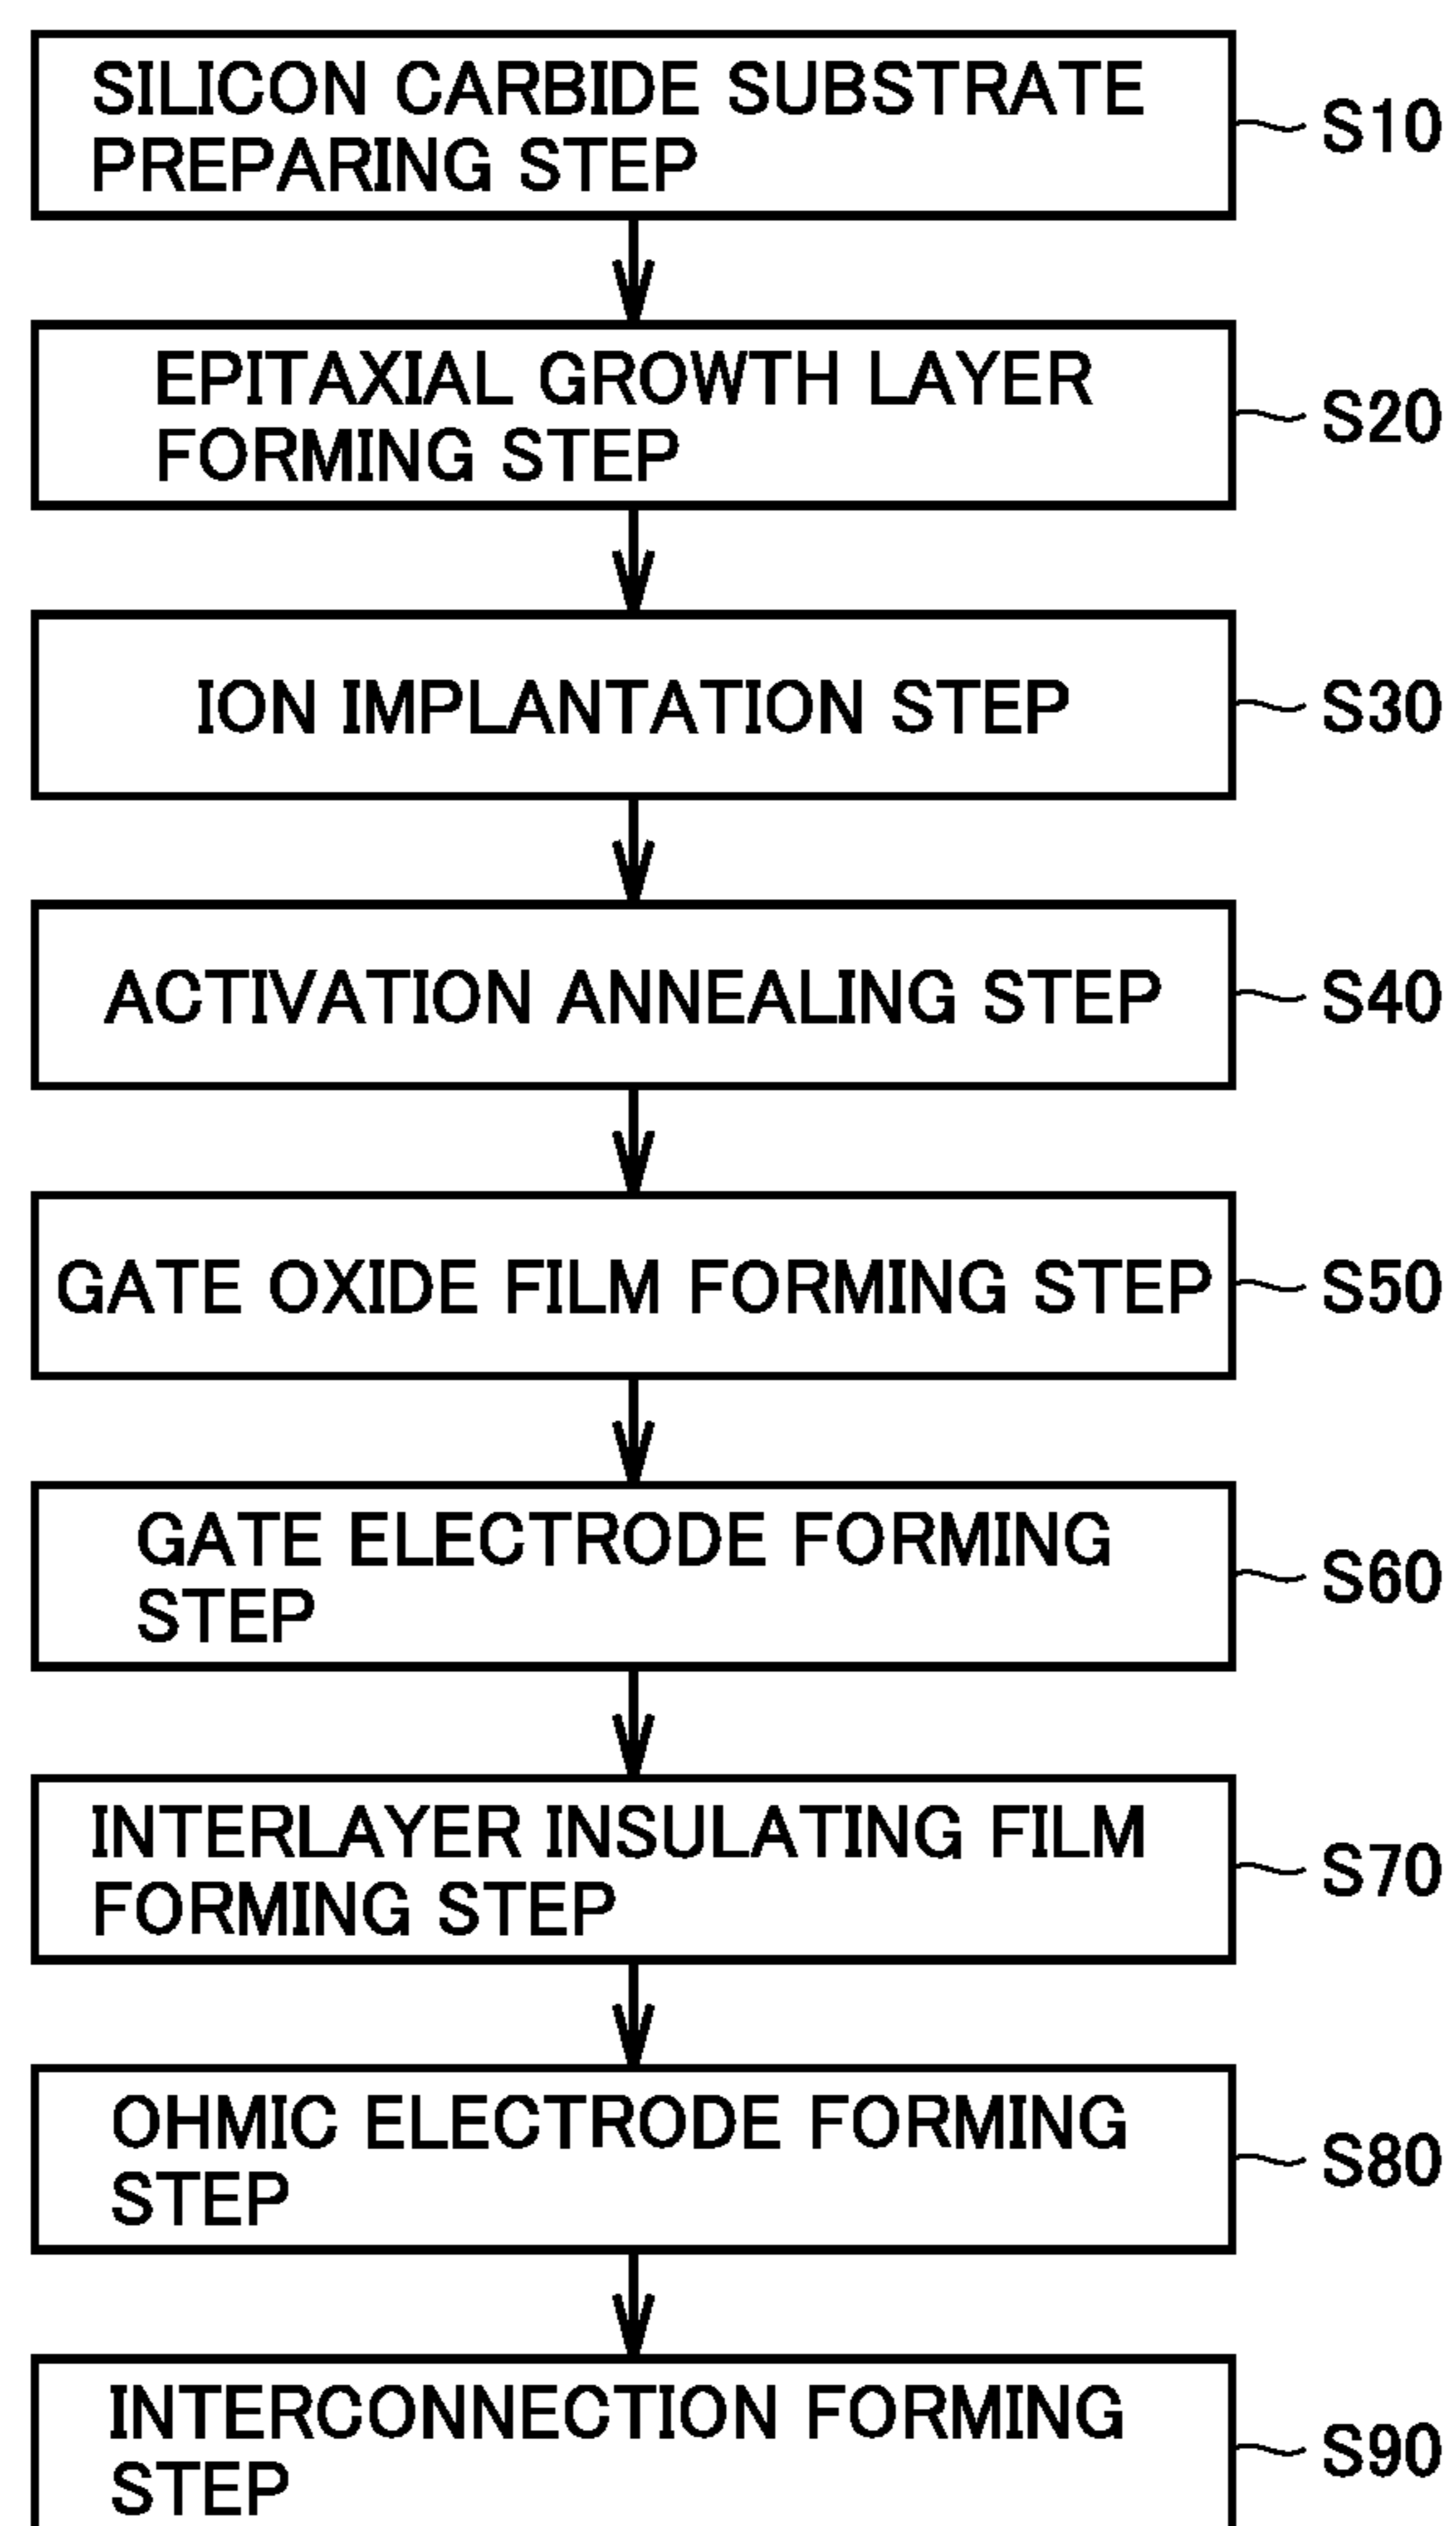 SILICON CARBIDE SUBSTRATE
PREPARING STEP
S10
EPITAXIAL GROWTH LAYER
FORMING STEP
S20
ION IMPLANTATION STEP
S30
ACTIVATION ANNEALING STEP
S40
GATE OXIDE FILM FORMING STEP
S50
GATE ELECTRODE FORMING
STEP
S60
INTERLAYER INSULATING FILM
FORMING STEP
S70
OHMIC ELECTRODE FORMING
STEP
S80
INTERCONNECTION FORMING
STEP
S90